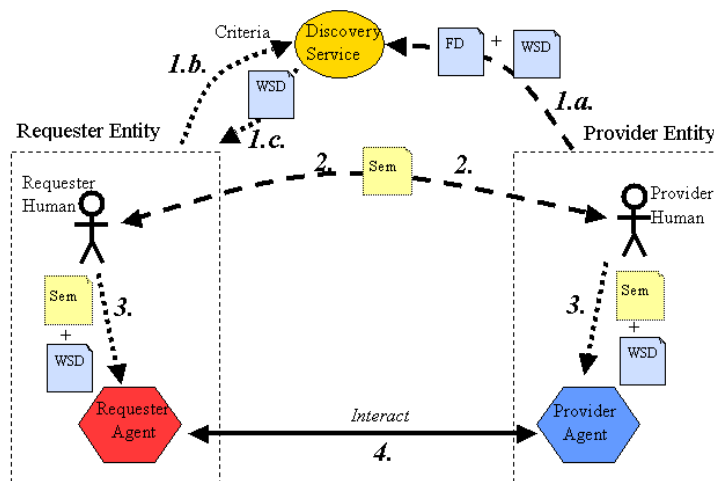 Criteria
Discovery
Service
FD
+
WSD
1.b.
WSD
1.a.
1.c.
Requester Entity
Provider Entity
2.
Sem
2.
Requester
Human
Provider
Human
Sem
3.
3.
Sem
+
+
WSD
WSD
Requester
Agent
Interact
Provider
Agent
4.